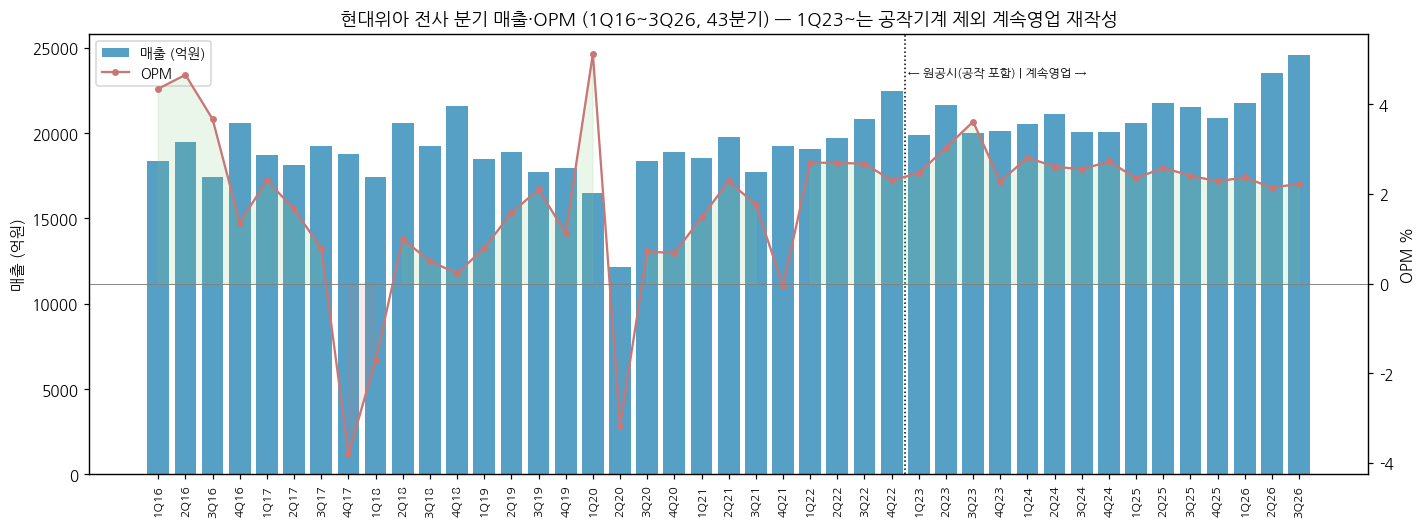 현대위아 전사 분기 매출·OPM (1Q16~3Q26, 43분기) — 1Q23~는 공작기계 제외 계속영업 재작성
매출 (억원)
OPM
← 원공시(공작 포함) | 계속영업 →
25000
20000
15000
10000
5000
0
매출 (억원)
4
2
0
-2
-4
OPM %
1Q16 2Q16 3Q16 4Q16 1Q17 2Q17 3Q17 4Q17 1Q18 2Q18 3Q18 4Q18 1Q19 2Q19 3Q19 4Q19 1Q20 2Q20 3Q20 4Q20 1Q21 2Q21 3Q21 4Q21 1Q22 2Q22 3Q22 4Q22 1Q23 2Q23 3Q23 4Q23 1Q24 2Q24 3Q24 4Q24 1Q25 2Q25 3Q25 4Q25 1Q26 2Q26 3Q26